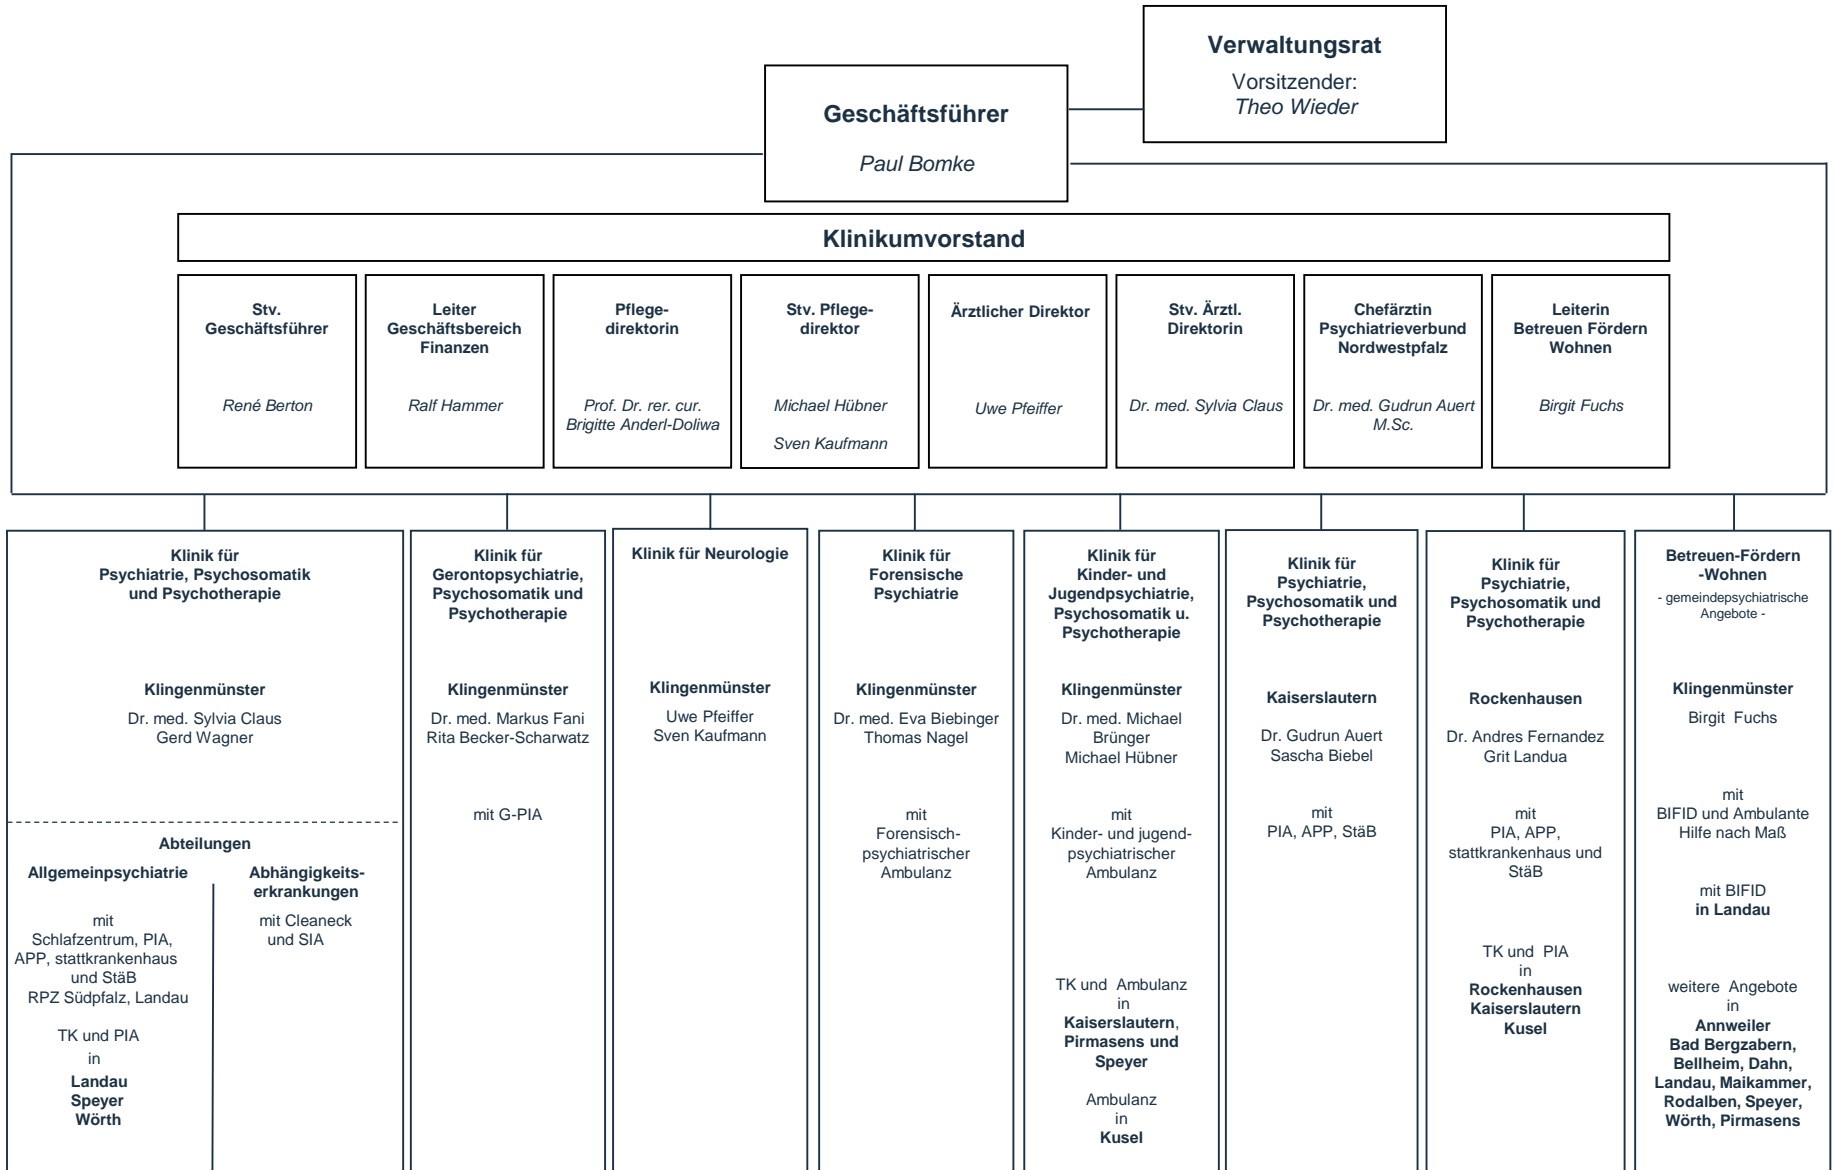 Verwaltungsrat
Vorsitzender:
Theo Wieder
Geschäftsführer
Paul Bomke
Klinikumvorstand
Stv.
Geschäftsführer
René Berton
Leiter
Geschäftsbereich
Finanzen
Ralf Hammer
Pflege-
direktorin
Prof. Dr. rer. cur.
Brigitte Anderl-Doliwa
Stv. Pflege-
direktor
Michael Hübner
Sven Kaufmann
Ärztlicher Direktor
Uwe Pfeiffer
Stv. Ärztl.
Direktorin
Dr. med. Sylvia Claus
Chefärztin
Psychiatrieverbund
Nordwestpfalz
Dr. med. Gudrun Auert
M.Sc.
Leiterin
Betreuen Fördern
Wohnen
Birgit Fuchs
Klinik für
Psychiatrie, Psychosomatik
und Psychotherapie
Klingenmünster
Dr. med. Sylvia Claus
Gerd Wagner
Abteilungen
Allgemeinpsychiatrie
mit
Schlafzentrum, PIA,
APP, stattkrankenhaus
und StäB
RPZ Südpfalz, Landau
TK und PIA
in
Landau
Speyer
Wörth
Abhängigkeits-
erkrankungen
mit Cleaneck
und SIA
Klinik für
Gerontopsychiatrie,
Psychosomatik und
Psychotherapie
Klingenmünster
Dr. med. Markus Fani
Rita Becker-Scharwatz
mit G-PIA
Klinik für Neurologie
Klingenmünster
Uwe Pfeiffer
Sven Kaufmann
Klinik für
Forensische
Psychiatrie
Klingenmünster
Dr. med. Eva Biebinger
Thomas Nagel
mit
Forensisch-
psychiatrischer
Ambulanz
Klinik für
Kinder- und
Jugendpsychiatrie,
Psychosomatik u.
Psychotherapie
Klingenmünster
Dr. med. Michael
Brünger
Michael Hübner
mit
Kinder- und jugend-
psychiatrischer
Ambulanz
TK und Ambulanz
in
Kaiserslautern,
Pirmasens und
Speyer
Ambulanz
in
Kusel
Klinik für
Psychiatrie,
Psychosomatik und
Psychotherapie
Kaiserslautern
Dr. Gudrun Auert
Sascha Biebel
mit
PIA, APP, StäB
Klinik für
Psychiatrie,
Psychosomatik und
Psychotherapie
Rockenhausen
Dr. Andres Fernandez
Grit Landua
mit
PIA, APP,
stattkrankenhaus und
StäB
TK und PIA
in
Rockenhausen
Kaiserslautern
Kusel
Betreuen-Fördern
-Wohnen
- gemeindepsychiatrische
Angebote -
Klingenmünster
Birgit Fuchs
mit
BIFID und Ambulante
Hilfe nach Maß
mit BIFID
in Landau
weitere Angebote
in
Annweiler
Bad Bergzabern,
Bellheim, Dahn,
Landau, Maikammer,
Rodalben, Speyer,
Wörth, Pirmasens